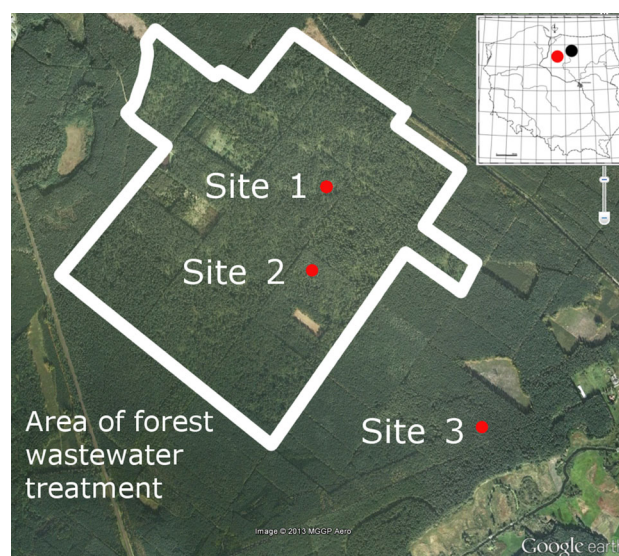 Site 1
Site 2
Site 3
Area of forest
wastewater
treatment
Image © 2013 MGGP Aero
Google earth